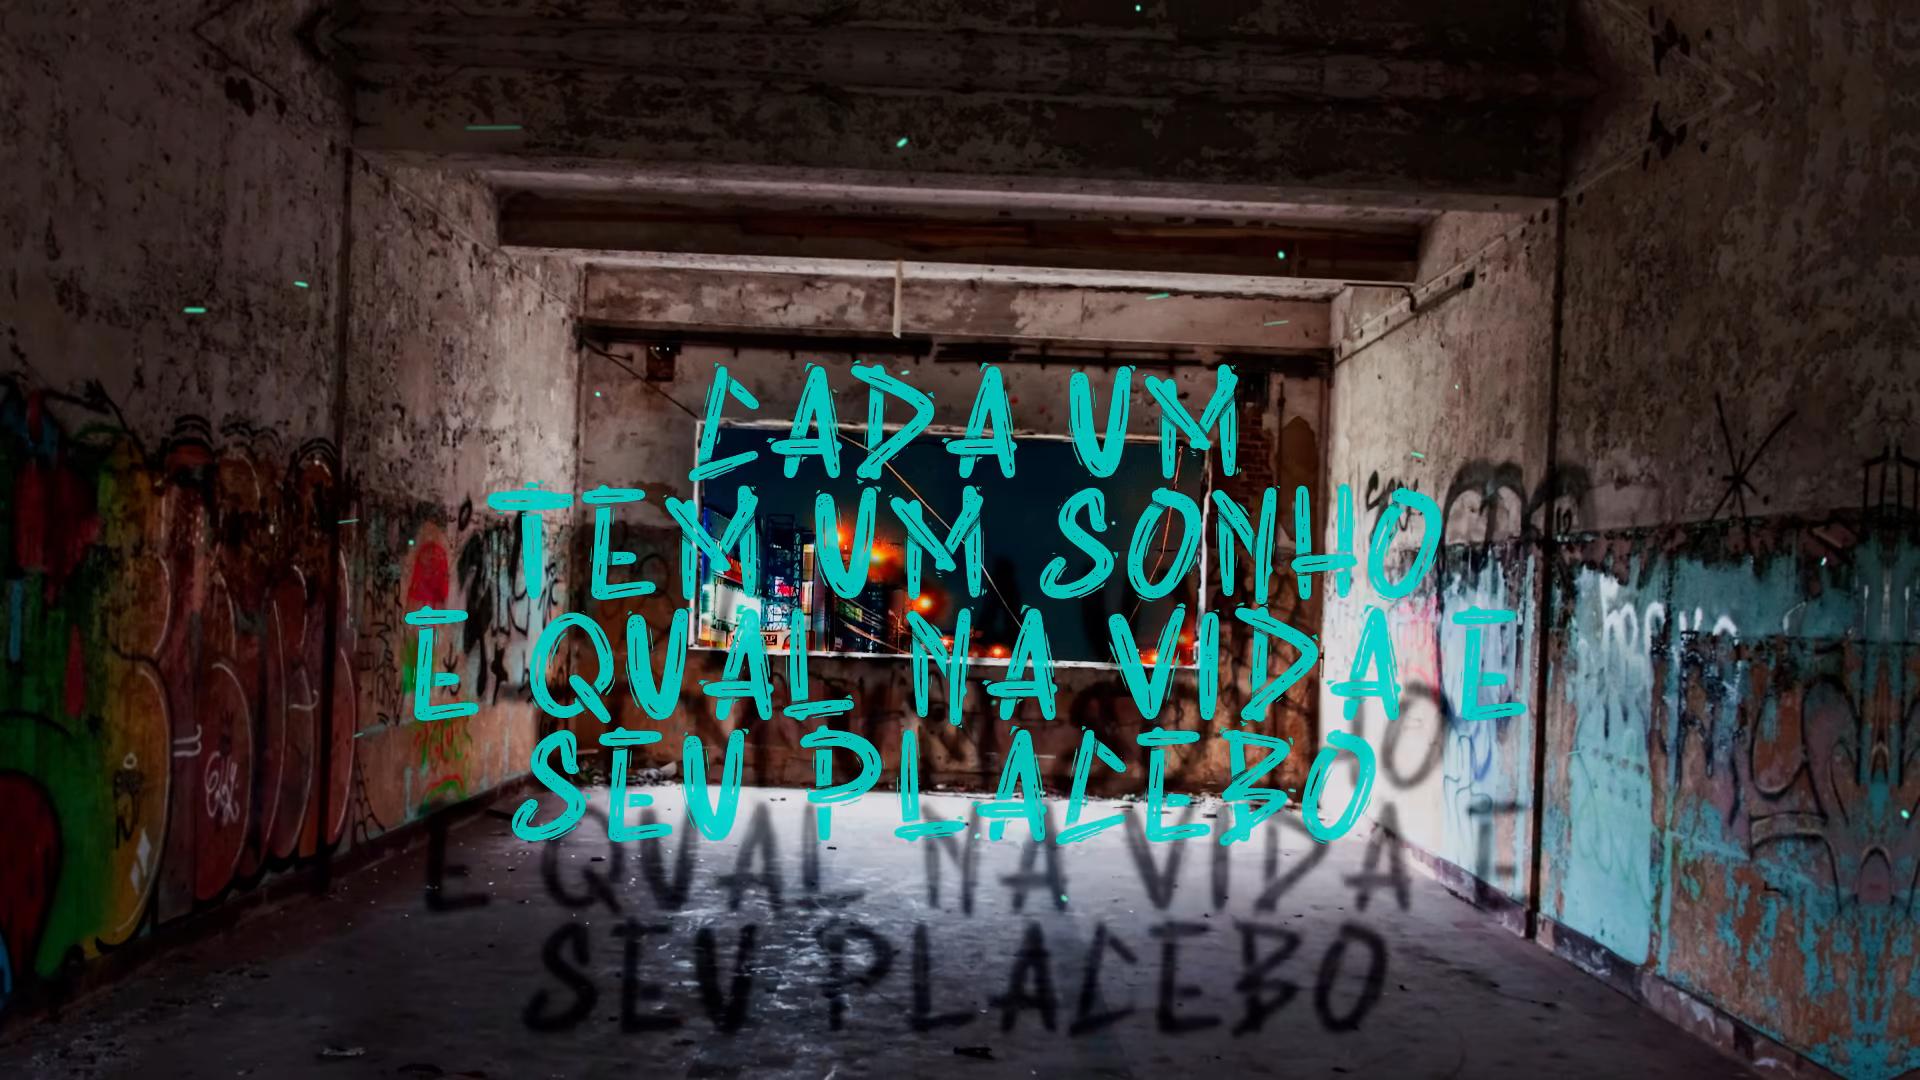 CADA UM
TEM UM SONHO
E QUAL NA VIDA E
SEU PLACEBO